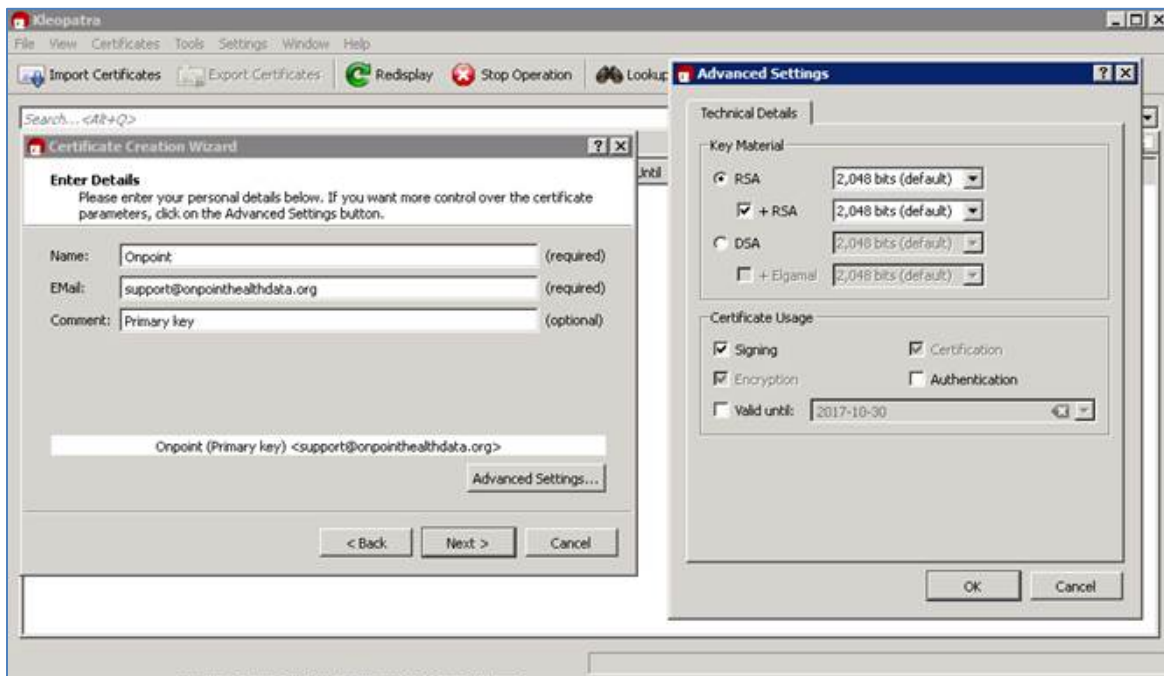 Kleopatra
File View Certificates Tools Settings Window Help
Import Certificates Export Certificates Redisplay Stop Operation Lookup
Search...<Alt+Q>
Until
Certificate Creation Wizard
Enter Details
Please enter your personal details below. If you want more control over the certificate
parameters, click on the Advanced Settings button.
Name: Onpoint (required)
EMail: support@onpointhealthdata.org (required)
Comment: Primary key (optional)
Onpoint (Primary key) <support@onpointhealthdata.org>
Advanced Settings...
< Back Next > Cancel
Advanced Settings
Technical Details
Key Material
RSA 2,048 bits (default)
+ RSA 2,048 bits (default)
DSA 2,048 bits (default)
+ Elgamal 2,048 bits (default)
Certificate Usage
Signing Certification
Encryption Authentication
Valid until: 2017-10-30
OK Cancel